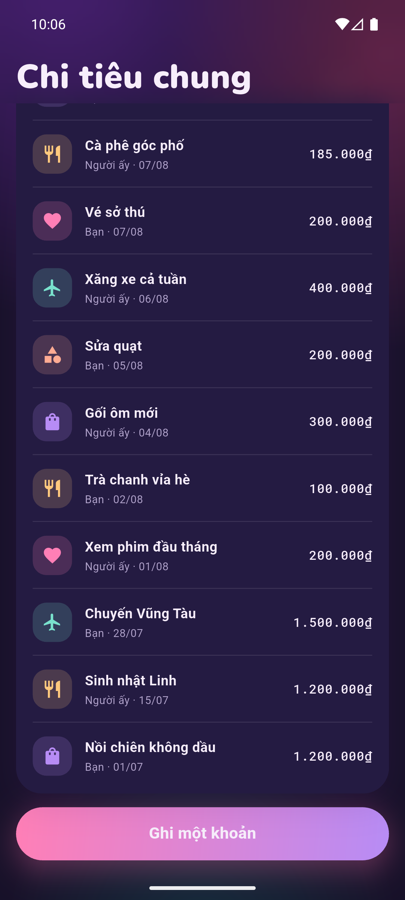 10:06
Chi tiêu chung
Cà phê góc phố
185.000₫
Người ấy · 07/08
Vé sở thú
200.000₫
Bạn · 07/08
Xăng xe cả tuần
400.000₫
Người ấy · 06/08
Sửa quạt
200.000₫
Bạn · 05/08
Gối ôm mới
300.000₫
Người ấy · 04/08
Trà chanh vỉa hè
100.000₫
Bạn · 02/08
Xem phim đầu tháng
200.000₫
Người ấy · 01/08
Chuyến Vũng Tàu
1.500.000₫
Bạn · 28/07
Sinh nhật Linh
1.200.000₫
Người ấy · 15/07
Nồi chiên không dầu
1.200.000₫
Bạn · 01/07
Ghi một khoản